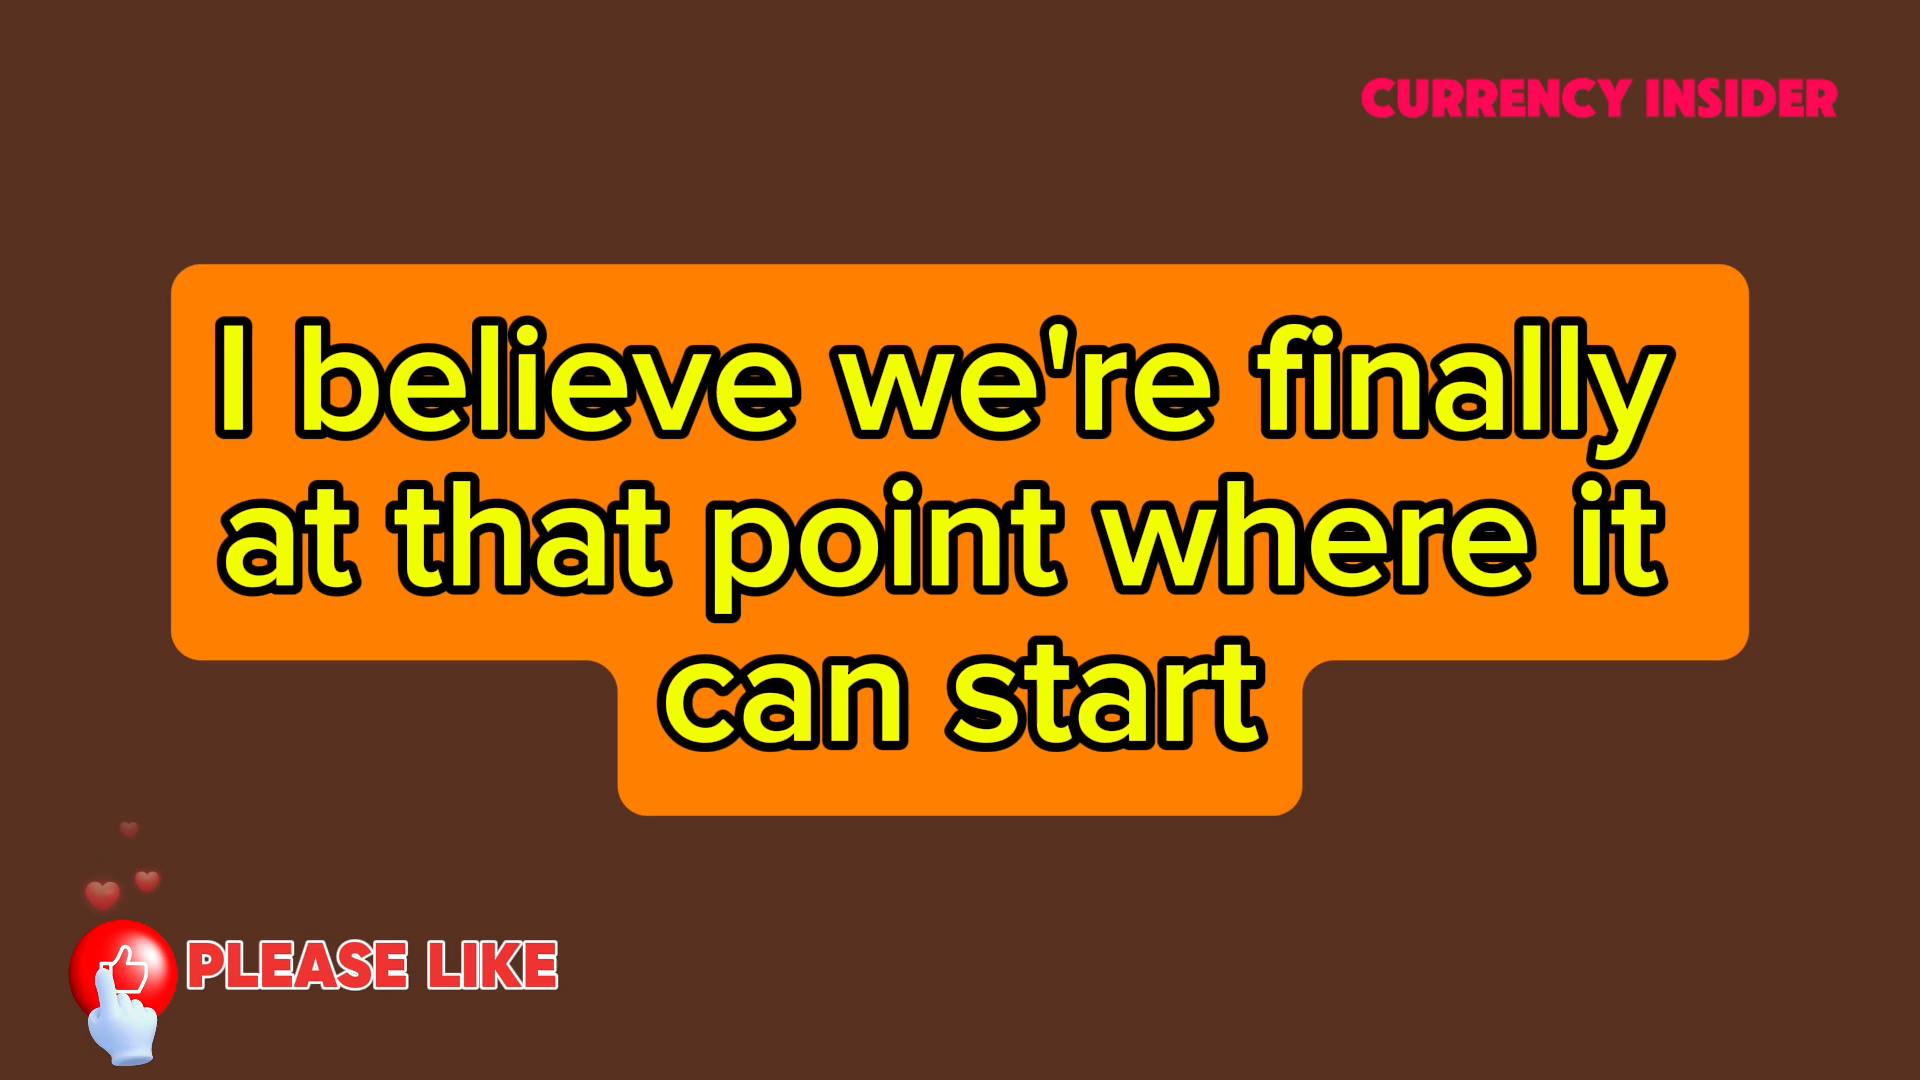 CURRENCY INSIDER
I believe we're finally
at that point where it
can start
PLEASE LIKE